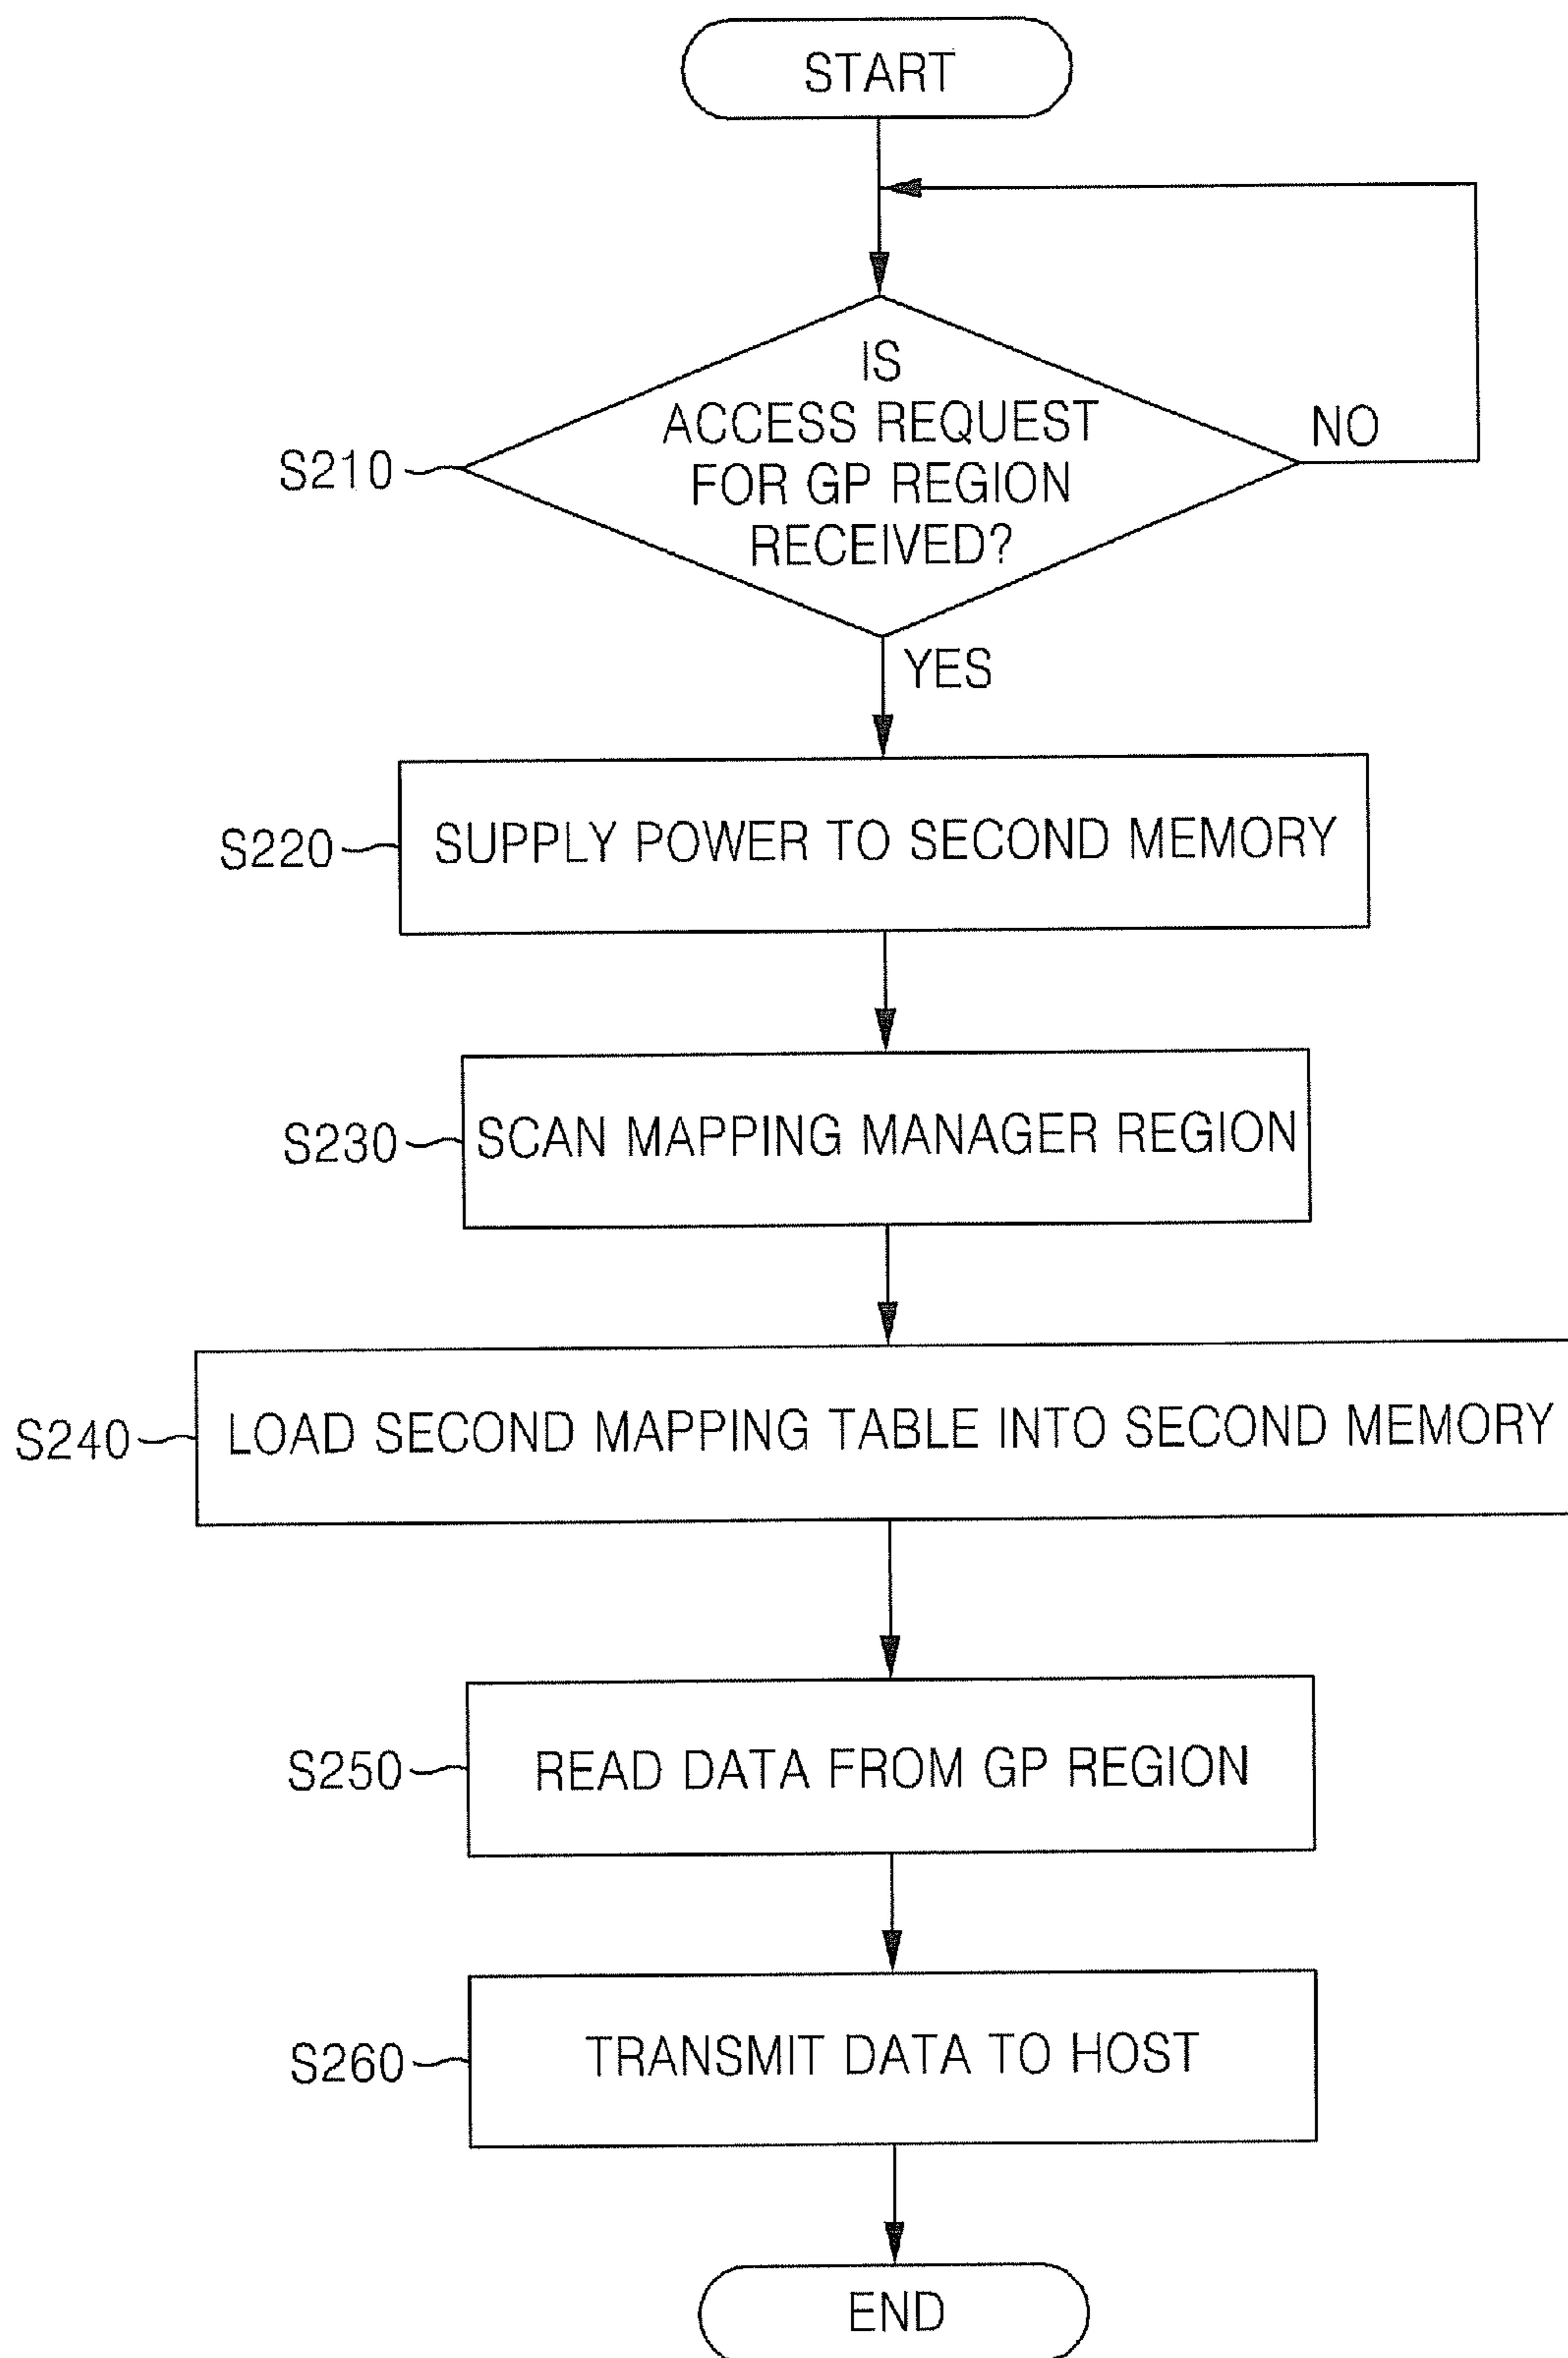 START
IS
ACCESS REQUEST
FOR GP REGION
RECEIVED?
NO
S210
YES
S220
SUPPLY POWER TO SECOND MEMORY
S230
SCAN MAPPING MANAGER REGION
S240
LOAD SECOND MAPPING TABLE INTO SECOND MEMORY
S250
READ DATA FROM GP REGION
S260
TRANSMIT DATA TO HOST
END